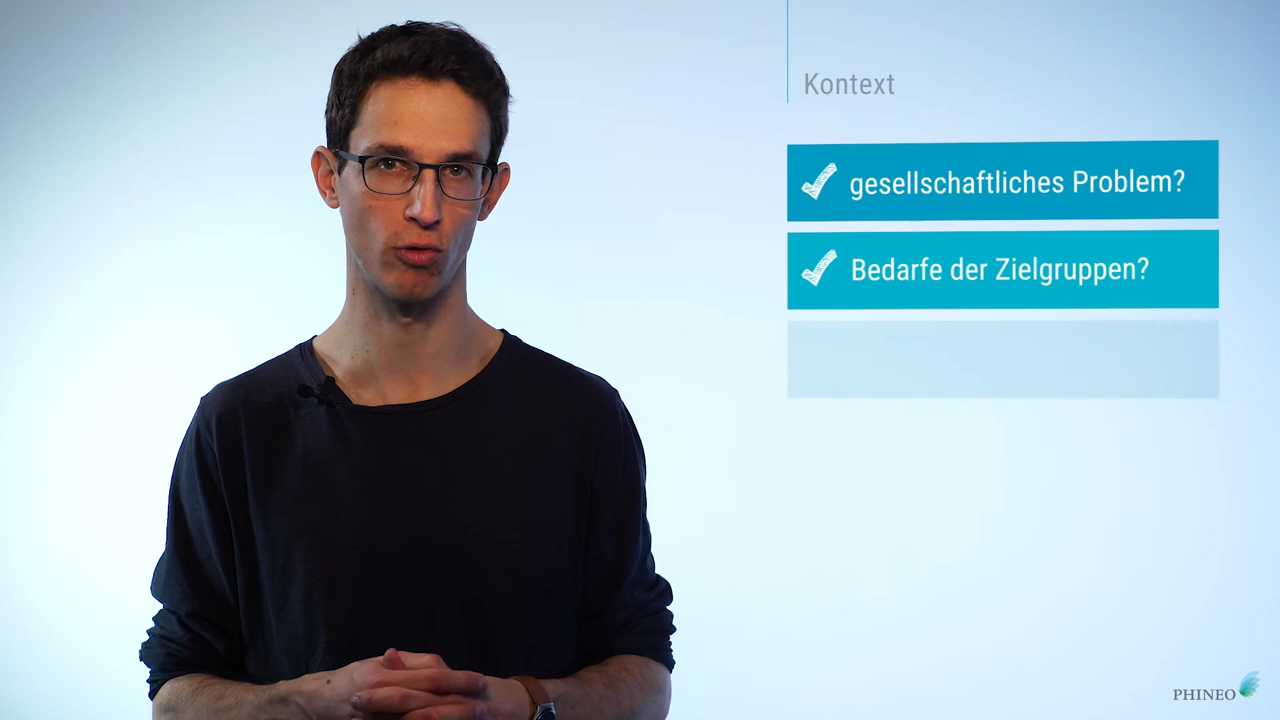 Kontext
gesellschaftliches Problem?
Bedarfe der Zielgruppen?
PHINEO